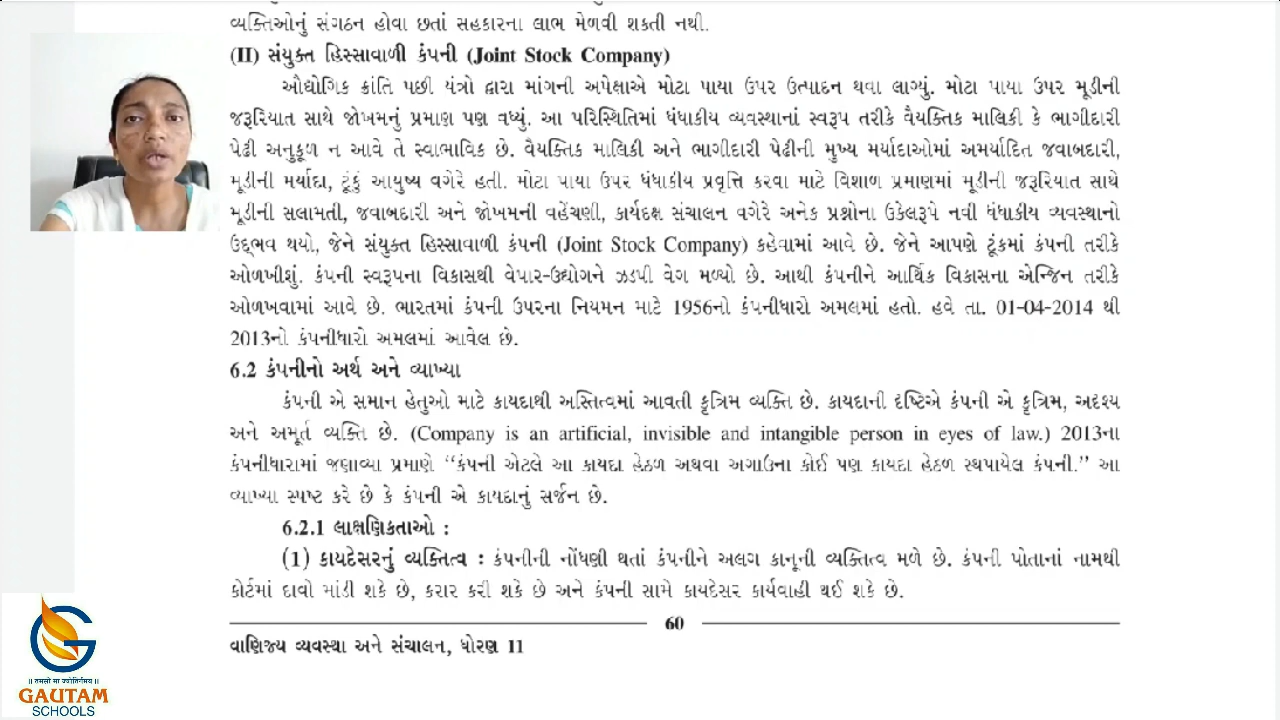 વ્યક્તિઓનું સંગઠન હોવા છતાં સહકારના લાભ મેળવી શકતી નથી.
(II) સંયુક્ત હિસ્સાવાળી કંપની (Joint Stock Company)
ઔદ્યોગિક ક્રાંતિ પછી યંત્રો દ્વારા માંગની અપેક્ષાએ મોટા પાયા ઉપર ઉત્પાદન થવા લાગ્યું. મોટા પાયા ઉપર મૂડીની
જરૂરિયાત સાથે જોખમનું પ્રમાણ પણ વધ્યું. આ પરિસ્થિતિમાં ધંધાકીય વ્યવસ્થાનાં સ્વરૂપ તરીકે વૈયક્તિક માલિકી કે ભાગીદારી
પેઢી અનુકૂળ ન આવે તે સ્વાભાવિક છે. વૈયક્તિક માલિકી અને ભાગીદારી પેઢીની મુખ્ય મર્યાદાઓમાં અમર્યાદિત જવાબદારી,
મૂડીની મર્યાદા, ટૂંકું આયુષ્ય વગેરે હતી. મોટા પાયા ઉપર ધંધાકીય પ્રવૃત્તિ કરવા માટે વિશાળ પ્રમાણમાં મૂડીની જરૂરિયાત સાથે
મૂડીની સલામતી, જવાબદારી અને જોખમની વહેંચણી, કાર્યદક્ષ સંચાલન વગેરે અનેક પ્રશ્નોના ઉકેલરૂપે નવી ધંધાકીય વ્યવસ્થાનો
ઉદ્ભવ થયો, જેને સંયુક્ત હિસ્સાવાળી કંપની (Joint Stock Company) કહેવામાં આવે છે. જેને આપણે ટૂંકમાં કંપની તરીકે
ઓળખીશું. કંપની સ્વરૂપના વિકાસથી વેપાર-ઉદ્યોગને ઝડપી વેગ મળ્યો છે. આથી કંપનીને આર્થિક વિકાસના એન્જિન તરીકે
ઓળખવામાં આવે છે. ભારતમાં કંપની ઉપરના નિયમન માટે 1956નો કંપનીધારો અમલમાં હતો. હવે તા. 01-04-2014 થી
2013નો કંપનીધારો અમલમાં આવેલ છે.
6.2 કંપનીનો અર્થ અને વ્યાખ્યા
કંપની એ સમાન હેતુઓ માટે કાયદાથી અસ્તિત્વમાં આવતી કૃત્રિમ વ્યક્તિ છે. કાયદાની દૃષ્ટિએ કંપની એ કૃત્રિમ, અદૃશ્ય
અને અમૂર્ત વ્યક્તિ છે. (Company is an artificial, invisible and intangible person in eyes of law.) 2013ના
કંપનીધારામાં જણાવ્યા પ્રમાણે “કંપની એટલે આ કાયદા હેઠળ અથવા અગાઉના કોઈ પણ કાયદા હેઠળ સ્થપાયેલ કંપની.” આ
વ્યાખ્યા સ્પષ્ટ કરે છે કે કંપની એ કાયદાનું સર્જન છે.
6.2.1 લાક્ષણિકતાઓ :
(1) કાયદેસરનું વ્યક્તિત્વ : કંપનીની નોંધણી થતાં કંપનીને અલગ કાનૂની વ્યક્તિત્વ મળે છે. કંપની પોતાનાં નામથી
કોર્ટમાં દાવો માંડી શકે છે, કરાર કરી શકે છે અને કંપની સામે કાયદેસર કાર્યવાહી થઈ શકે છે.
60
વાણિજ્ય વ્યવસ્થા અને સંચાલન, ધોરણ 11
॥ તમસો મા જ્યોતિર્ગમય ॥
GAUTAM
SCHOOLS